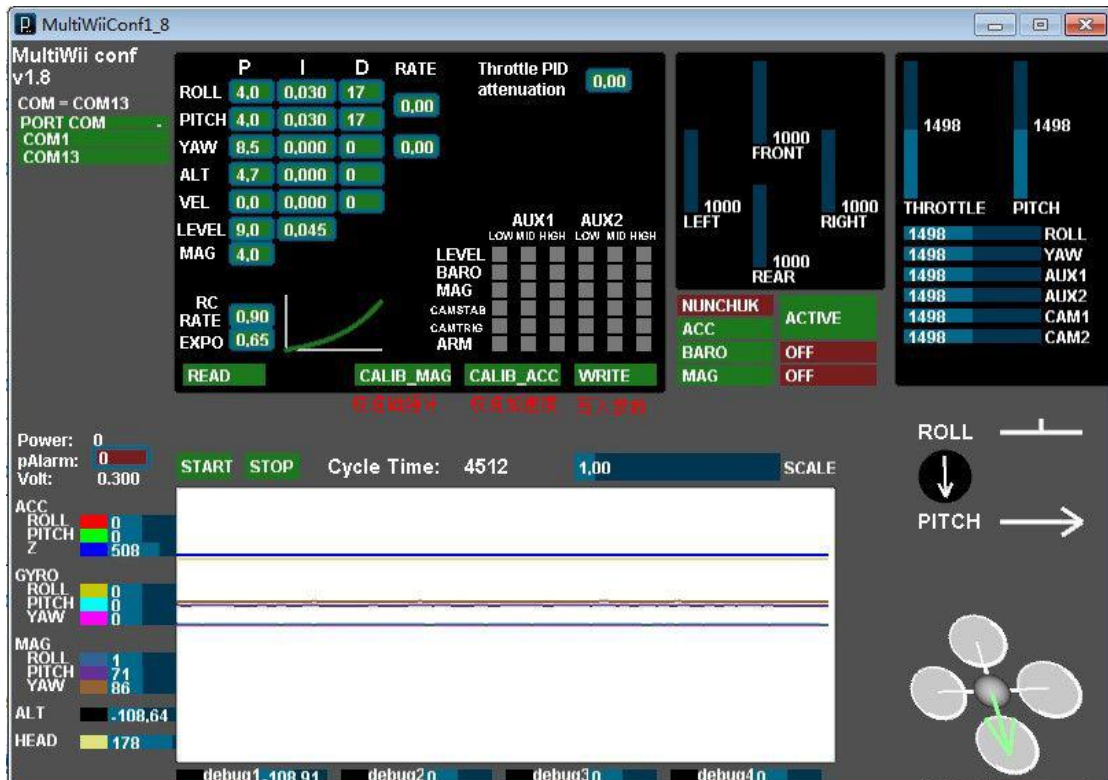 MultiWiiConf1_8
MultiWii conf
v1.8
COM = COM13
PORT COM -
COM1
COM13
P I D RATE
ROLL 4,0 0,030 17
0,00
PITCH 4,0 0,030 17
YAW 8,5 0,000 0 0,00
ALT 4,7 0,000 0
VEL 0,0 0,000 0
LEVEL 9,0 0,045
MAG 4,0
Throttle PID
attenuation 0,00
AUX1 AUX2
LOW MID HIGH LOW MID HIGH
LEVEL
BARO
MAG
CAMSTAB
CAMTRIG
ARM
RC
RATE 0,90
EXPO 0,65
READ CALIB_MAG CALIB_ACC WRITE
写入参数
1000
FRONT
1000
LEFT
1000
RIGHT
1000
REAR
NUNCHUK
ACC ACTIVE
BARO OFF
MAG OFF
1498 1498
THROTTLE PITCH
1498 ROLL
1498 YAW
1498 AUX1
1498 AUX2
1498 CAM1
1498 CAM2
Power: 0
pAlarm: 0
Volt: 0.300
START STOP Cycle Time: 4512 1,00 SCALE
ROLL
PITCH
ACC
ROLL 0
PITCH 0
Z 508
GYRO
ROLL 0
PITCH 0
YAW 0
MAG
ROLL 1
PITCH 71
YAW 86
ALT -108,64
HEAD 178
debug1 -108,91 debug2 0 debug3 0 debug4 0